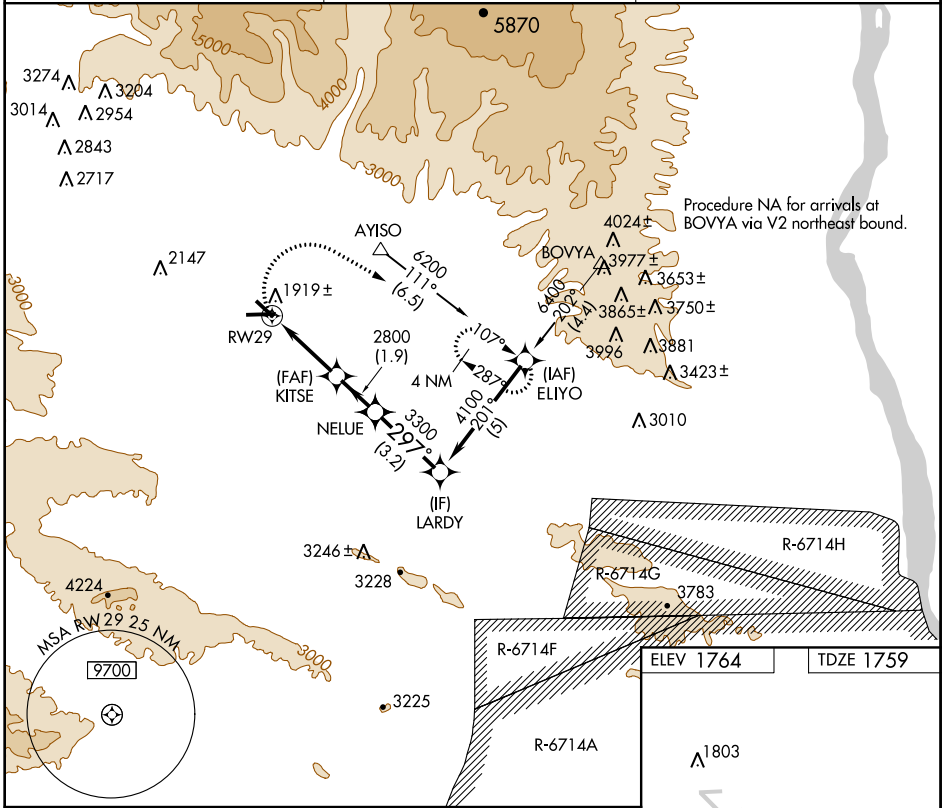 5870
5000
4000
3274
3204
3014
2954
2843
2717
3000
Procedure NA for arrivals at
BOVYA via V2 northeast bound.
4024±
AYISO
6200
111°
(6.5)
BOVYA
3977±
3653±
2147
3000
1919±
6400
202°
(4.4)
3865±
3750±
RW29
2800
(1.9)
107°
3996
3881
4 NM
287°
(IAF)
ELIYO
3423±
(FAF)
KITSE
4100
201°
(5)
NELUE
3300
297°
(3.2)
3010
(IF)
LARDY
R-6714H
3246±
3228
R-6714G
4224
3783
MSA RW 29 25 NM
3000
9700
R-6714F
ELEV 1764
TDZE 1759
3225
R-6714A
1803